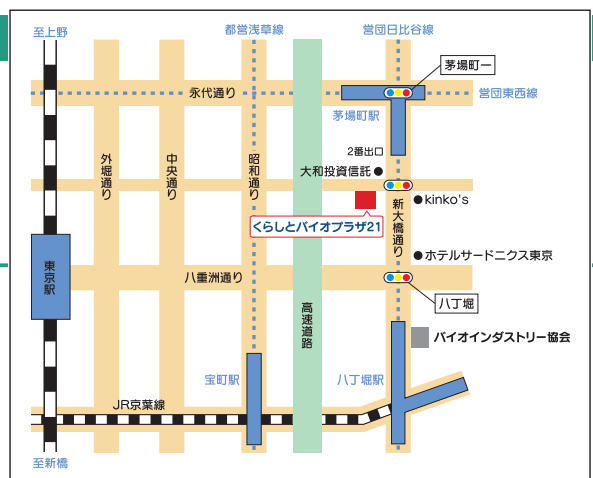 至上野
都営浅草線
営団日比谷線
茅場町一
永代通り
営団東西線
茅場町駅
2番出口
大和投資信託
外堀通り
中央通り
昭和通り
kinko's
新大橋通り
くらしとバイオプラザ21
ホテルサードニクス東京
東京駅
八重洲通り
八丁堀
高速道路
バイオインダストリー協会
宝町駅
八丁堀駅
JR京葉線
至新橋